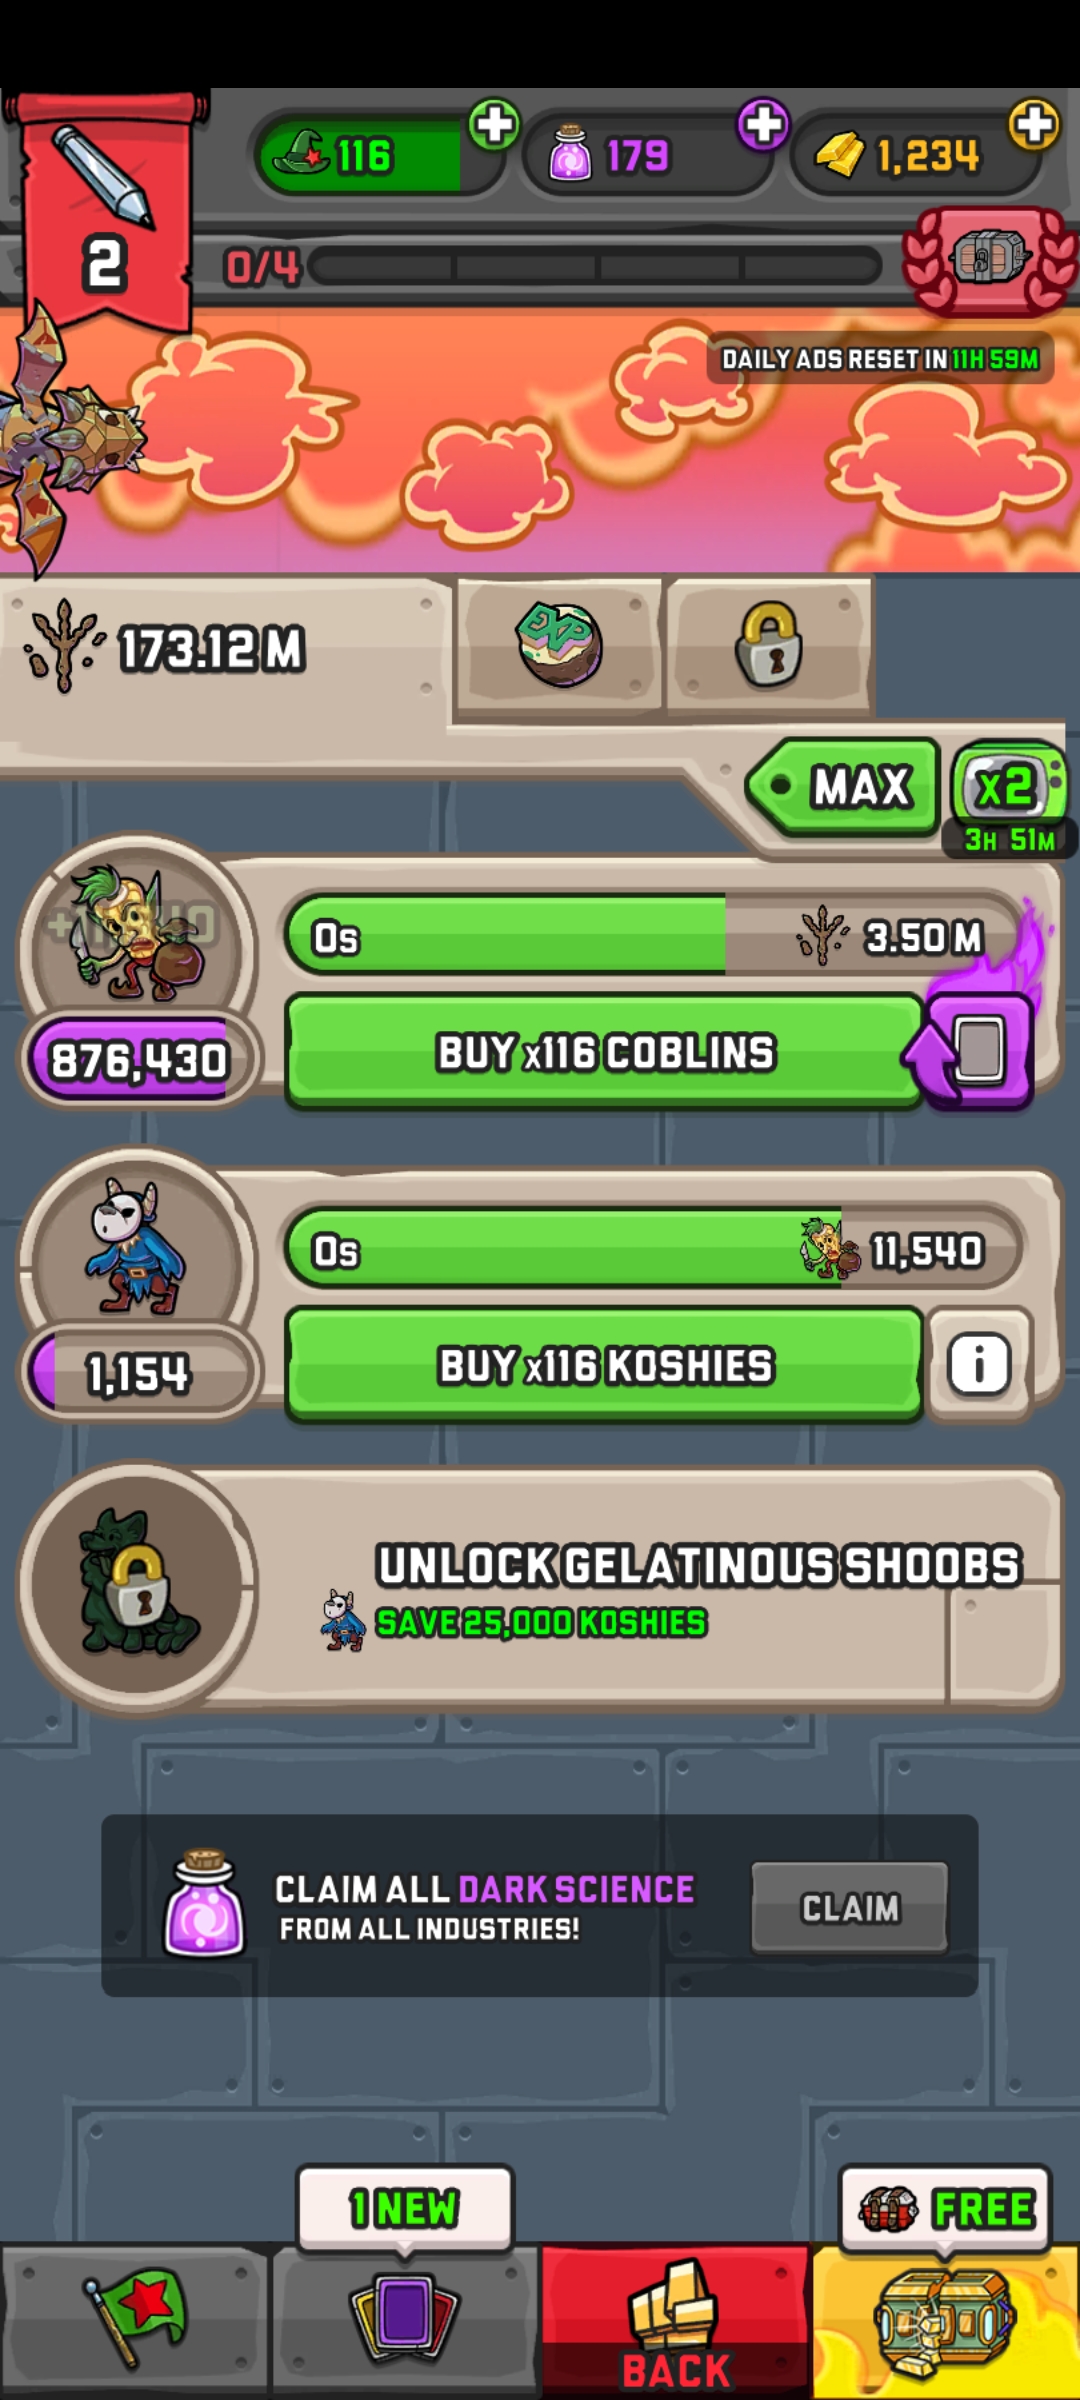 116
179
1,234
2
0/4
DAILY ADS RESET IN 11H 59M
173.12 M
EXP
MAX
x2
3H 51M
0s
3.50 M
876,430
BUY x116 COBLINS
0s
11,540
1,154
BUY x116 KOSHIES
i
UNLOCK GELATINOUS SHOOBS
SAVE 25,000 KOSHIES
CLAIM ALL DARK SCIENCE
FROM ALL INDUSTRIES!
CLAIM
1 NEW
FREE
BACK